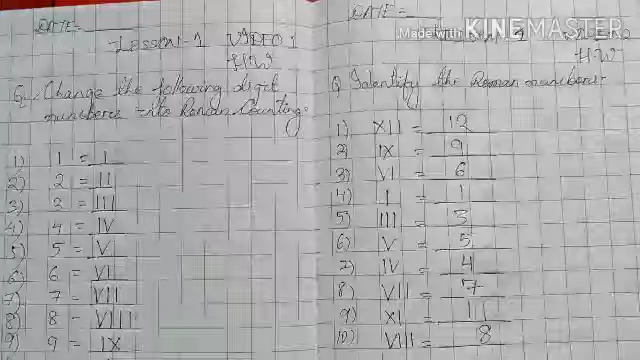 DATE=
LESSON-1 VIDEO 1
H.W
Q. Change the following digit
numbers into Roman Counting.
1) 1 = I
2) 2 = II
3) 3 = III
4) 4 = IV
5) 5 = V
6) 6 = VI
7) 7 = VII
8) 8 = VIII
9) 9 = IX
DATE=
Made with KINEMASTER
H.W
Q Identify the Roman numbers.
1) XII = 12
2) IX = 9
3) VI = 6
4) I = 1
5) III = 3
6) V = 5
7) IV = 4
8) VII = 7
9) XI = 11
10) VIII = 8